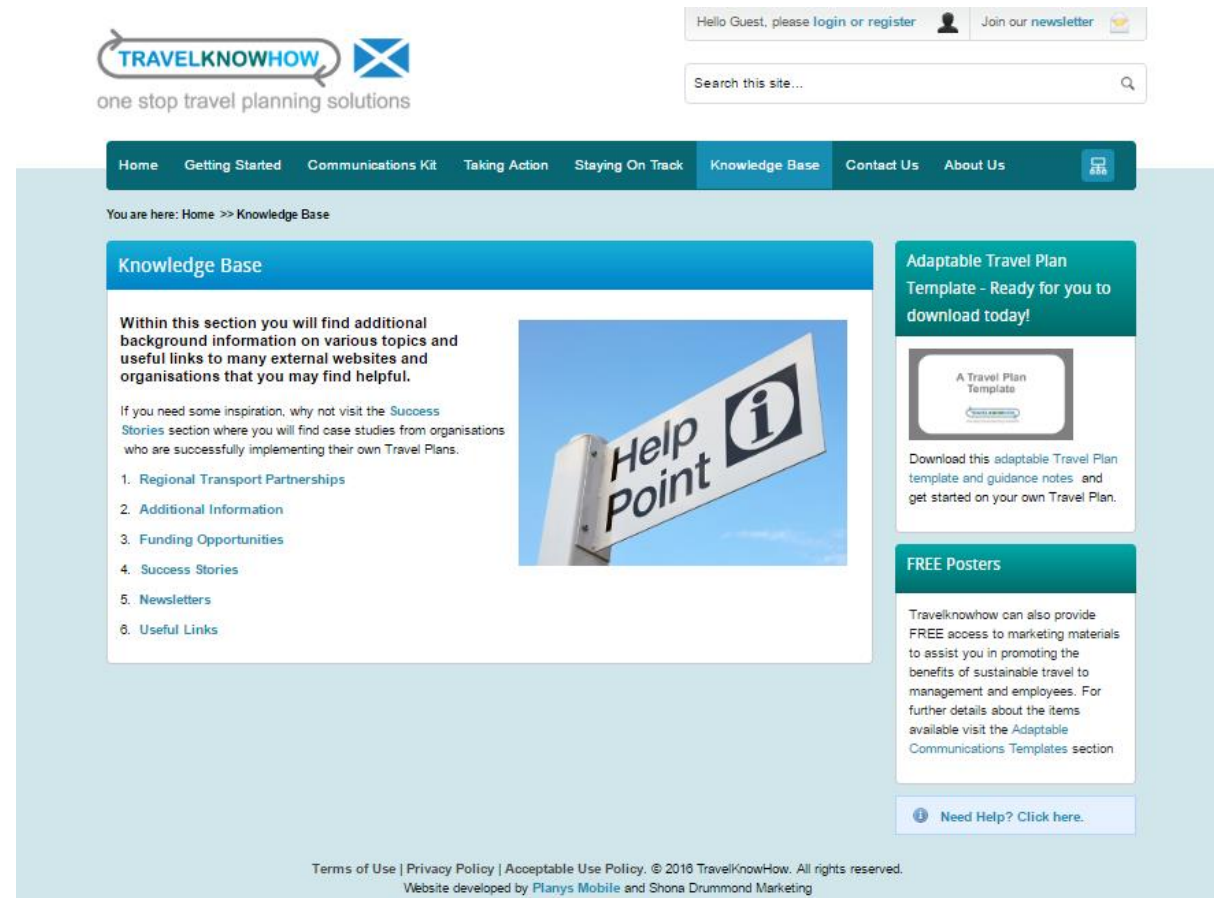 Hello Guest, please login or register
Join our newsletter
TRAVELKNOWHOW
one stop travel planning solutions
Search this site...
Home Getting Started Communications Kit Taking Action Staying On Track Knowledge Base Contact Us About Us
You are here: Home >> Knowledge Base
Knowledge Base
Within this section you will find additional
background information on various topics and
useful links to many external websites and
organisations that you may find helpful.
If you need some inspiration, why not visit the Success
Stories section where you will find case studies from organisations
who are successfully implementing their own Travel Plans.
1. Regional Transport Partnerships
2. Additional Information
3. Funding Opportunities
4. Success Stories
5. Newsletters
6. Useful Links
Help
Point
i
Adaptable Travel Plan
Template - Ready for you to
download today!
A Travel Plan
Template
TRAVELKNOWHOW
Download this adaptable Travel Plan
template and guidance notes and
get started on your own Travel Plan.
FREE Posters
Travelknowhow can also provide
FREE access to marketing materials
to assist you in promoting the
benefits of sustainable travel to
management and employees. For
further details about the items
available visit the Adaptable
Communications Templates section
Need Help? Click here.
Terms of Use | Privacy Policy | Acceptable Use Policy. © 2016 TravelKnowHow. All rights reserved.
Website developed by Planys Mobile and Shona Drummond Marketing